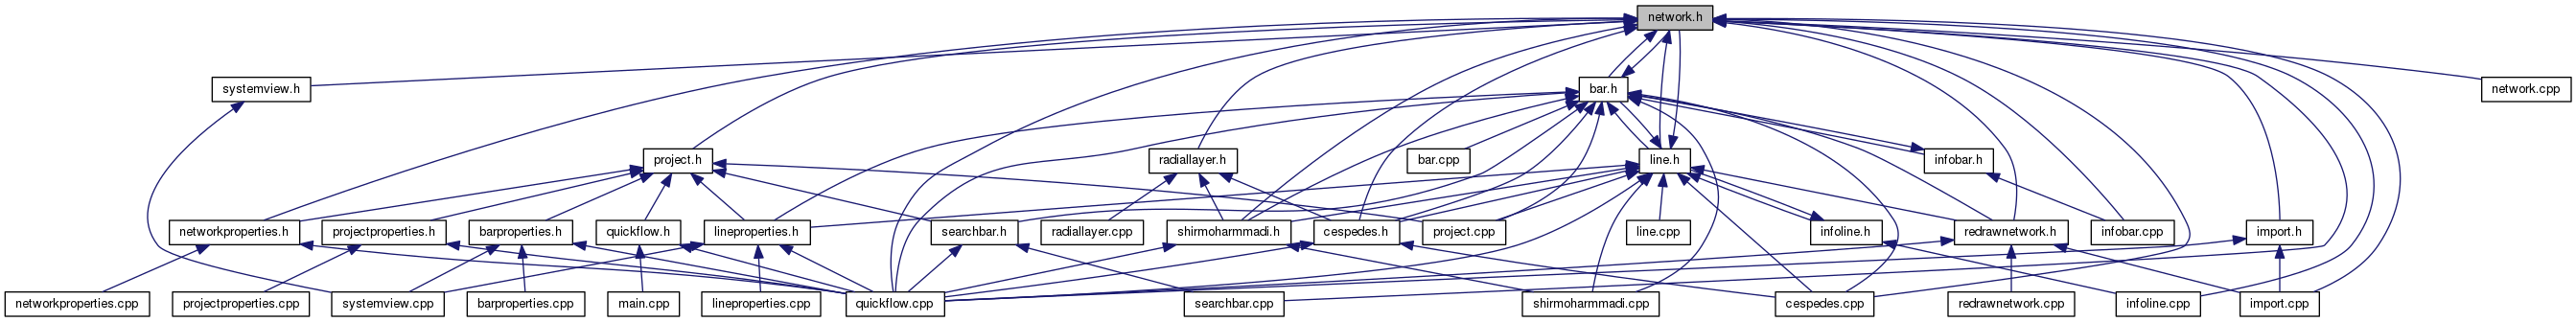 network.h
systemview.h
bar.h
network.cpp
project.h
radiallayer.h
bar.cpp
line.h
infobar.h
networkproperties.h
projectproperties.h
barproperties.h
quickflow.h
lineproperties.h
searchbar.h
radiallayer.cpp
shirmoharmmadi.h
cespedes.h
project.cpp
line.cpp
infoline.h
redrawnetwork.h
infobar.cpp
import.h
networkproperties.cpp
projectproperties.cpp
systemview.cpp
barproperties.cpp
main.cpp
lineproperties.cpp
quickflow.cpp
searchbar.cpp
shirmoharmmadi.cpp
cespedes.cpp
redrawnetwork.cpp
infoline.cpp
import.cpp